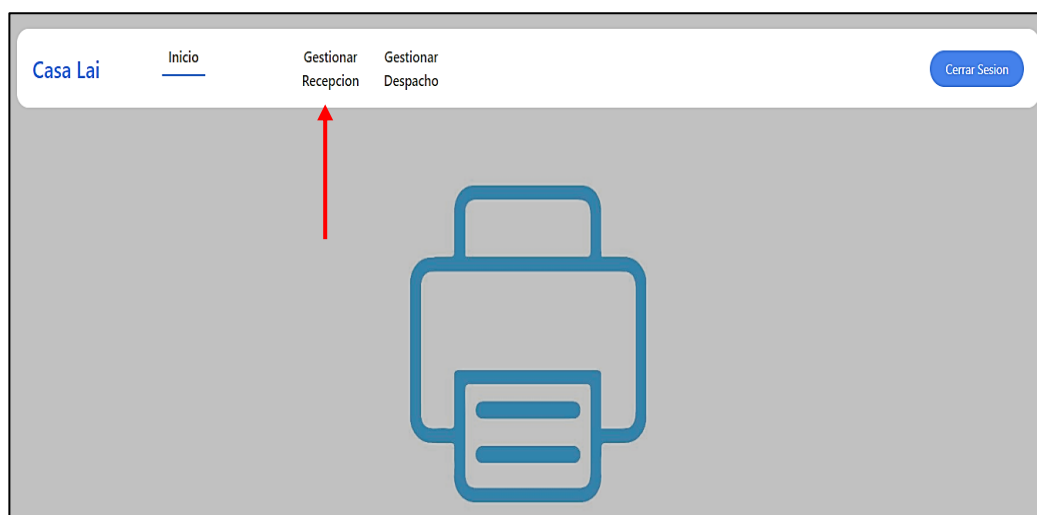 Casa Lai
Inicio
Gestionar
Recepcion
Gestionar
Despacho
Cerrar Sesion